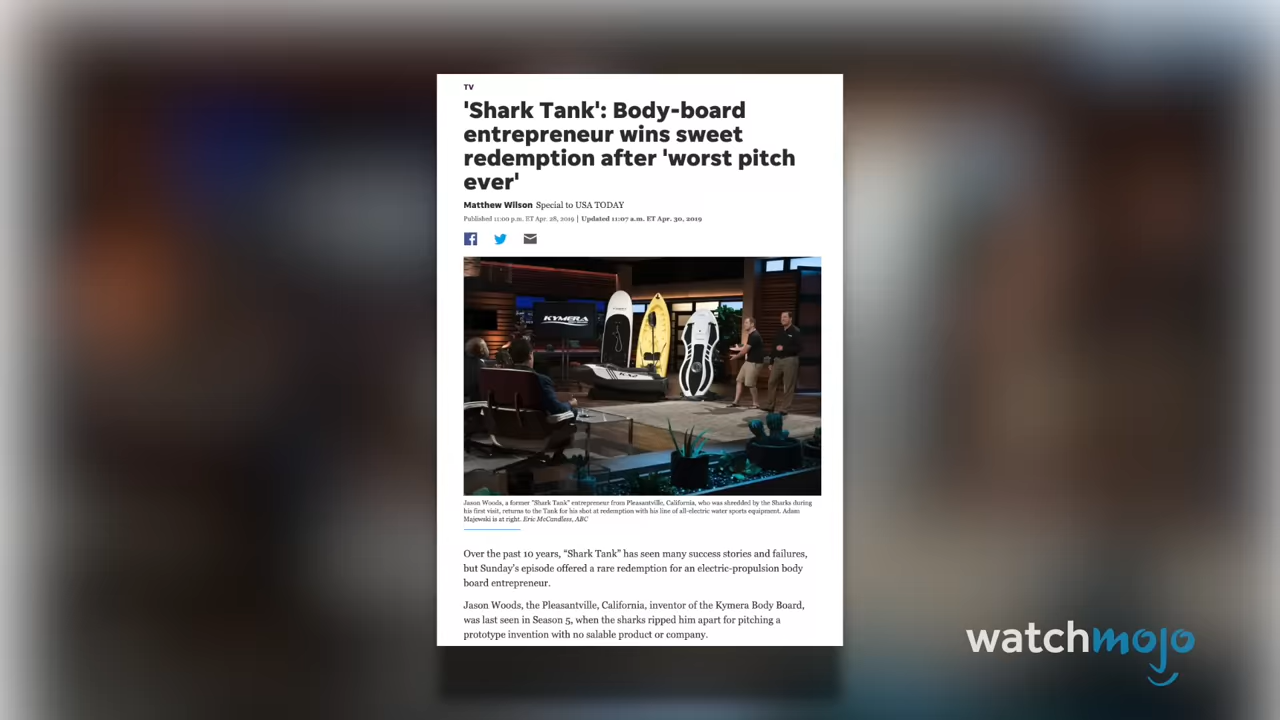 TV
'Shark Tank': Body-board
entrepreneur wins sweet
redemption after 'worst pitch
ever'
Matthew Wilson Special to USA TODAY
Published 11:00 p.m. ET Apr. 28, 2019 | Updated 11:07 a.m. ET Apr. 30, 2019
KYMERA
Jason Woods, a former "Shark Tank" entrepreneur from Pleasantville, California, who was shredded by the Sharks during
his first visit, returns to the Tank for his shot at redemption with his line of all-electric water sports equipment. Adam
Majewski is at right. Eric McCandless, ABC
Over the past 10 years, “Shark Tank” has seen many success stories and failures,
but Sunday's episode offered a rare redemption for an electric-propulsion body
board entrepreneur.
Jason Woods, the Pleasantville, California, inventor of the Kymera Body Board,
was last seen in Season 5, when the sharks ripped him apart for pitching a
prototype invention with no salable product or company.
watchmojo